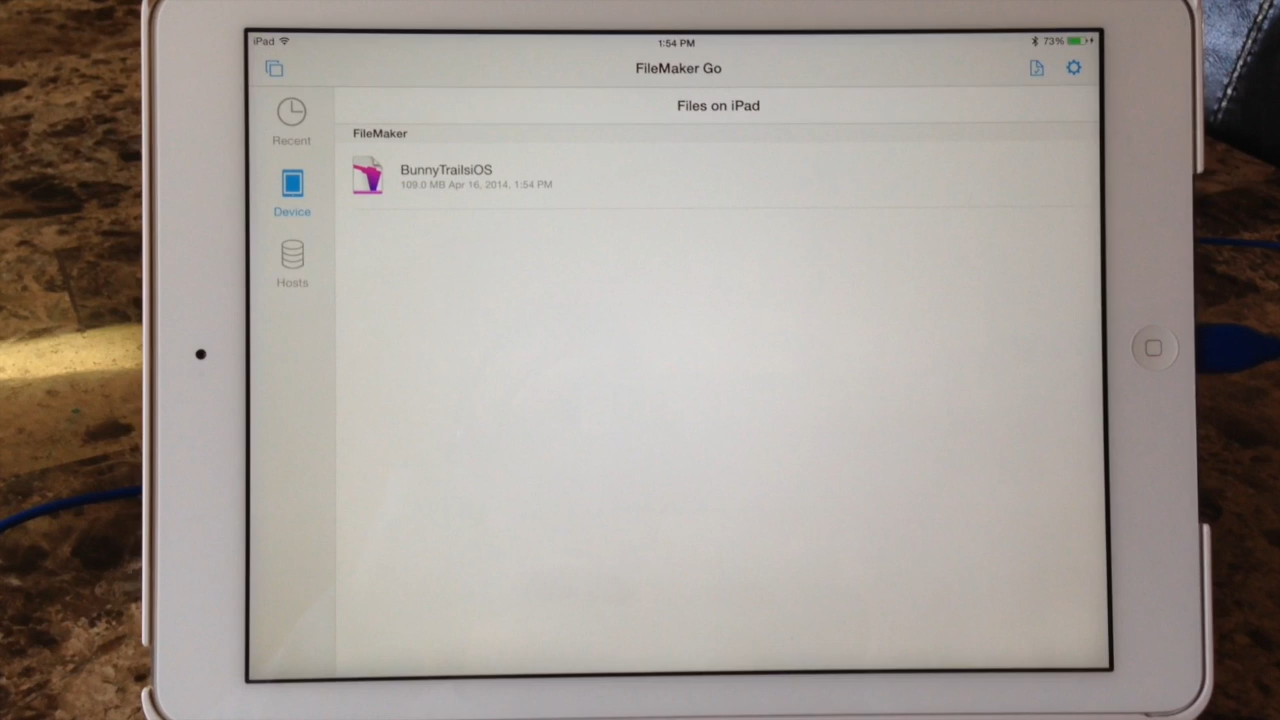 iPad 1:54 PM 73%
FileMaker Go
Recent
Device
Hosts
Files on iPad
FileMaker
BunnyTrailsiOS
109.0 MB Apr 16, 2014, 1:54 PM